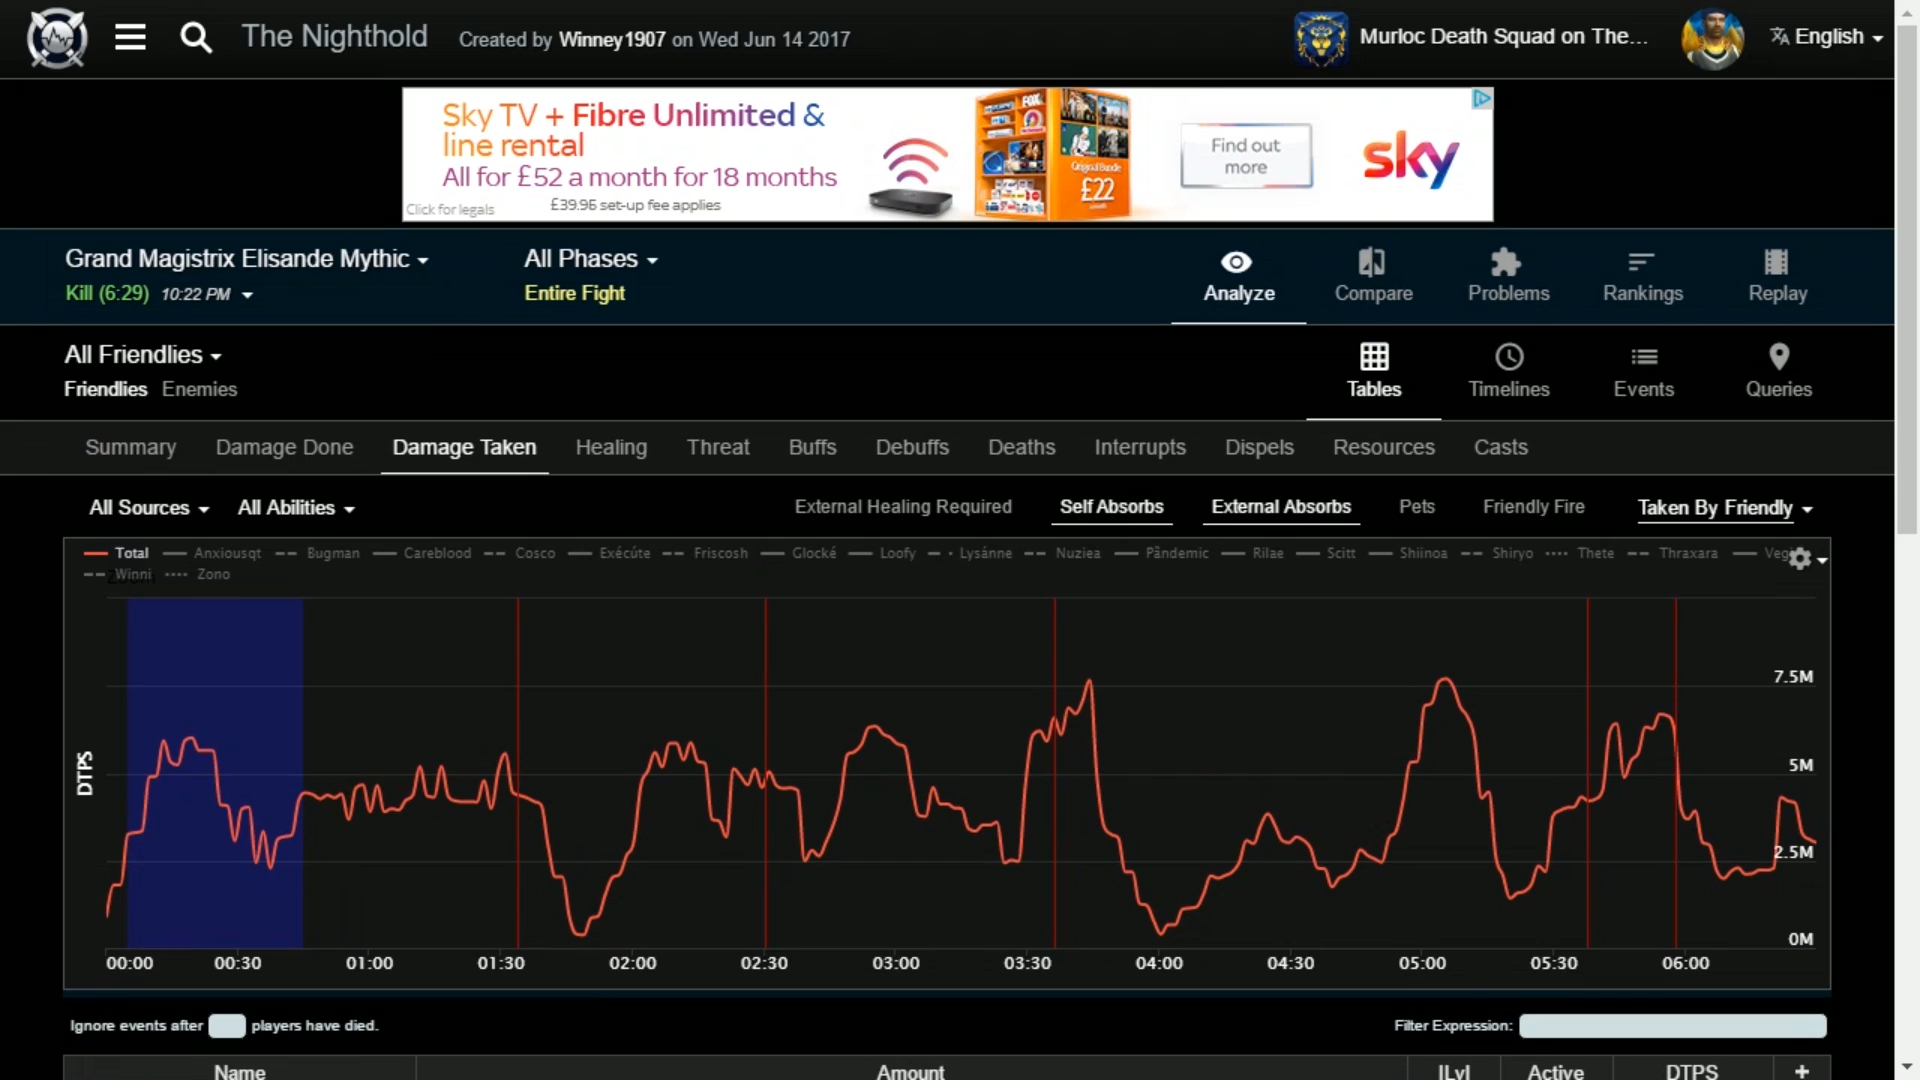 The Nighthold Created by Winney1907 on Wed Jun 14 2017 Murloc Death Squad on The... English
Sky TV + Fibre Unlimited &
line rental
All for £52 a month for 18 months
Click for legals £39.95 set-up fee applies
FOX
Original Bundle
£22
Find out
more
sky
Grand Magistrix Elisande Mythic All Phases
Kill (6:29) 10:22 PM Entire Fight
Analyze Compare Problems Rankings Replay
All Friendlies
Friendlies Enemies
Tables Timelines Events Queries
Summary Damage Done Damage Taken Healing Threat Buffs Debuffs Deaths Interrupts Dispels Resources Casts
All Sources All Abilities External Healing Required Self Absorbs External Absorbs Pets Friendly Fire Taken By Friendly
Total Anxiousqt Bugman Careblood Cosco Exécúte Friscosh Glocké Loofy Lysánne Nuziea Pândemic Rilae Scitt Shiinoa Shiryo Thete Thraxara
Winni Zono
7.5M
5M
2.5M
0M
DTPS
00:00 00:30 01:00 01:30 02:00 02:30 03:00 03:30 04:00 04:30 05:00 05:30 06:00
Ignore events after players have died. Filter Expression:
Name Amount ILvl Active DTPS +